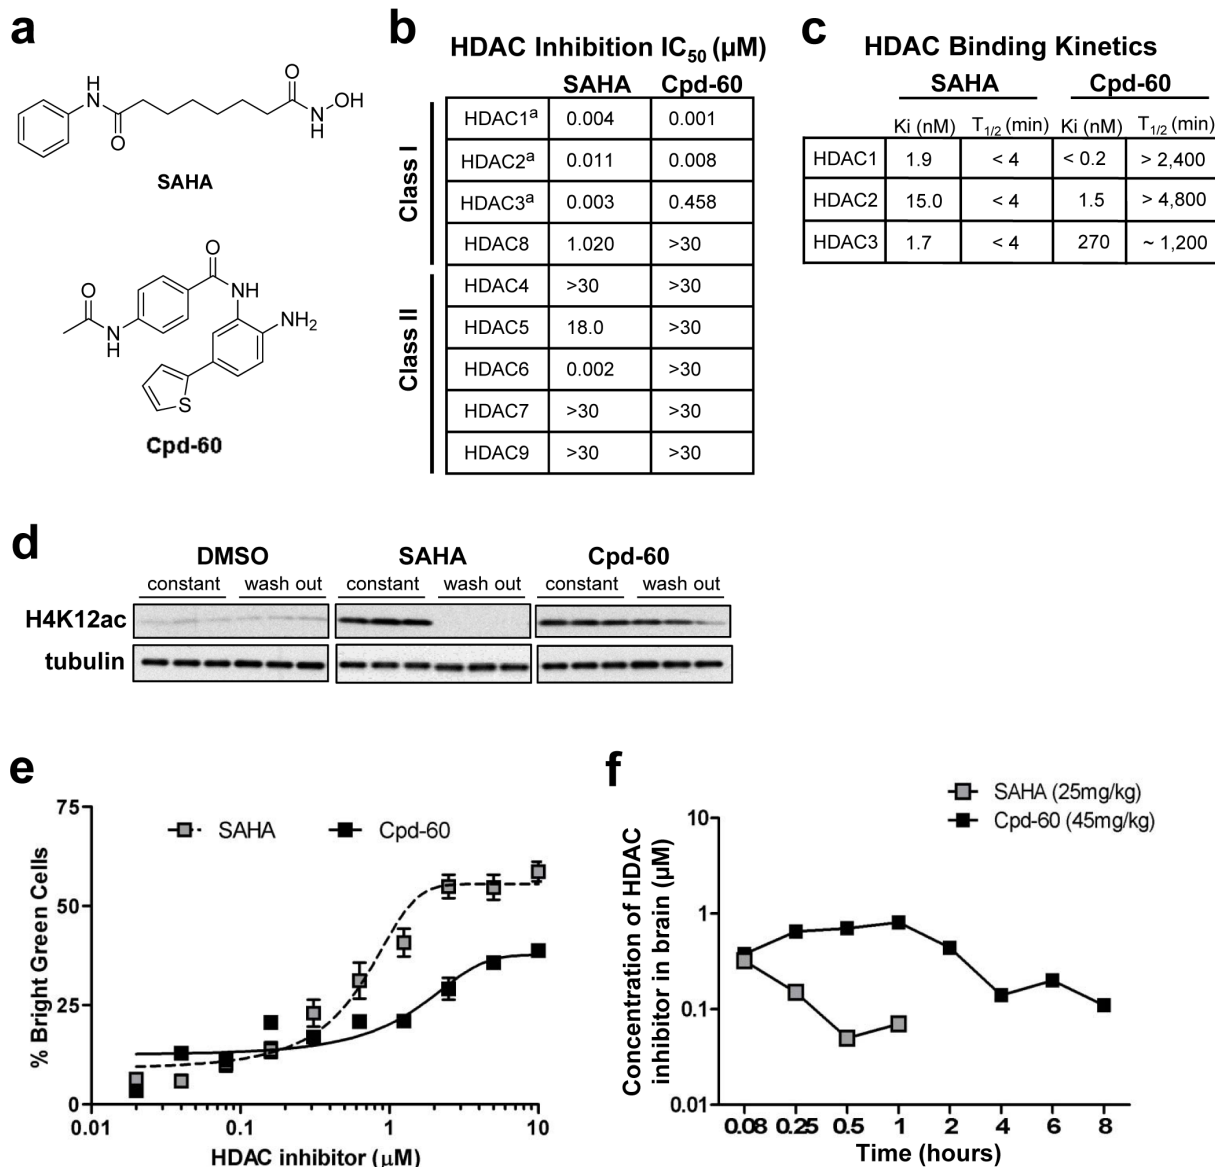 a
H
N
O
O
N
H
OH
SAHA
O
O
NH
N
H
NH₂
S
Cpd-60
b
HDAC Inhibition IC₅₀ (µM)
SAHA Cpd-60
Class I
HDAC1ᵃ 0.004 0.001
HDAC2ᵃ 0.011 0.008
HDAC3ᵃ 0.003 0.458
HDAC8 1.020 >30
Class II
HDAC4 >30 >30
HDAC5 18.0 >30
HDAC6 0.002 >30
HDAC7 >30 >30
HDAC9 >30 >30
c
HDAC Binding Kinetics
SAHA Cpd-60
Ki (nM) T₁/₂ (min) Ki (nM) T₁/₂ (min)
HDAC1 1.9 < 4 < 0.2 > 2,400
HDAC2 15.0 < 4 1.5 > 4,800
HDAC3 1.7 < 4 270 ~ 1,200
d
DMSO SAHA Cpd-60
constant wash out constant wash out constant wash out
H4K12ac
tubulin
e
75
50
25
0
% Bright Green Cells
SAHA Cpd-60
0.01 0.1 1 10
HDAC inhibitor (µM)
f
SAHA (25mg/kg)
Cpd-60 (45mg/kg)
Concentration of HDAC
inhibitor in brain (µM)
10
1
0.1
0.01
0.08 0.25 0.5 1 2 4 6 8
Time (hours)